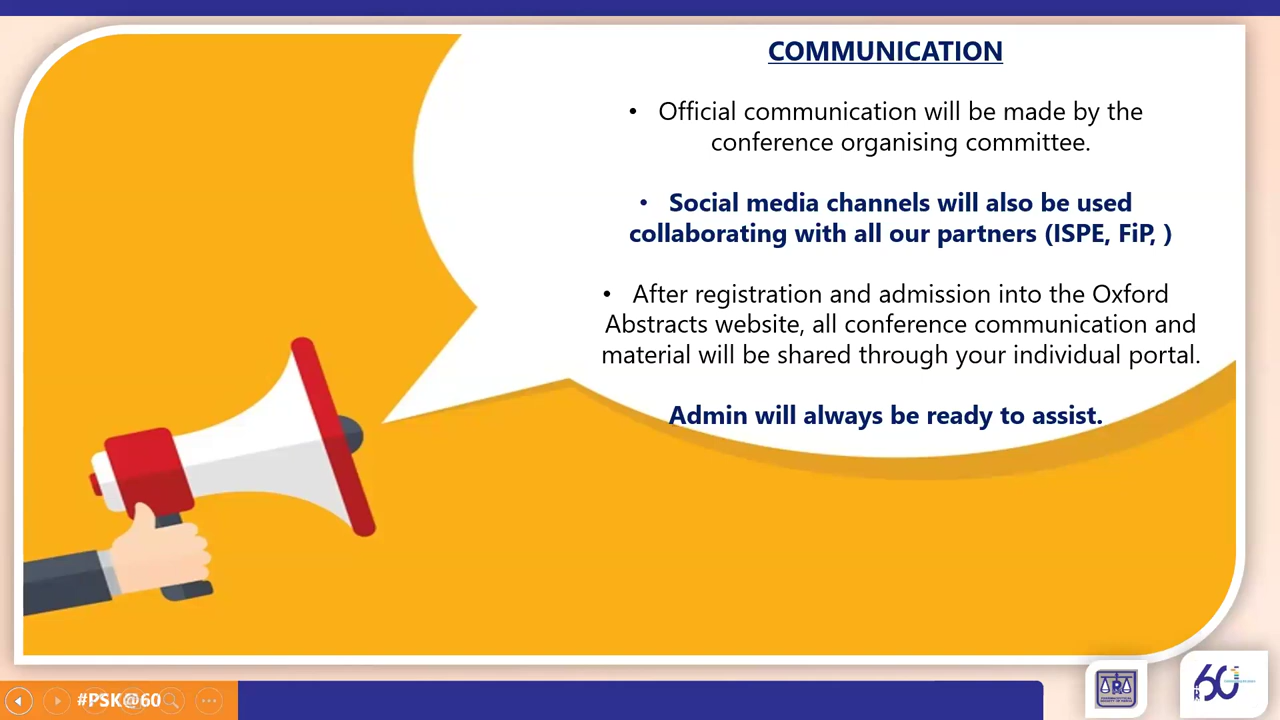 COMMUNICATION
• Official communication will be made by the
conference organising committee.
• Social media channels will also be used
collaborating with all our partners (ISPE, FiP, )
• After registration and admission into the Oxford
Abstracts website, all conference communication and
material will be shared through your individual portal.
Admin will always be ready to assist.
#PSK@60
60